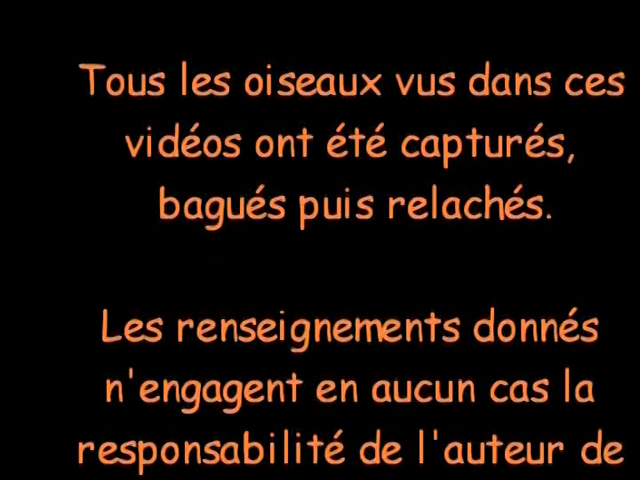 Tous les oiseaux vus dans ces
vidéos ont été capturés,
bagués puis relachés.
Les renseignements donnés
n'engagent en aucun cas la
responsabilité de l'auteur de